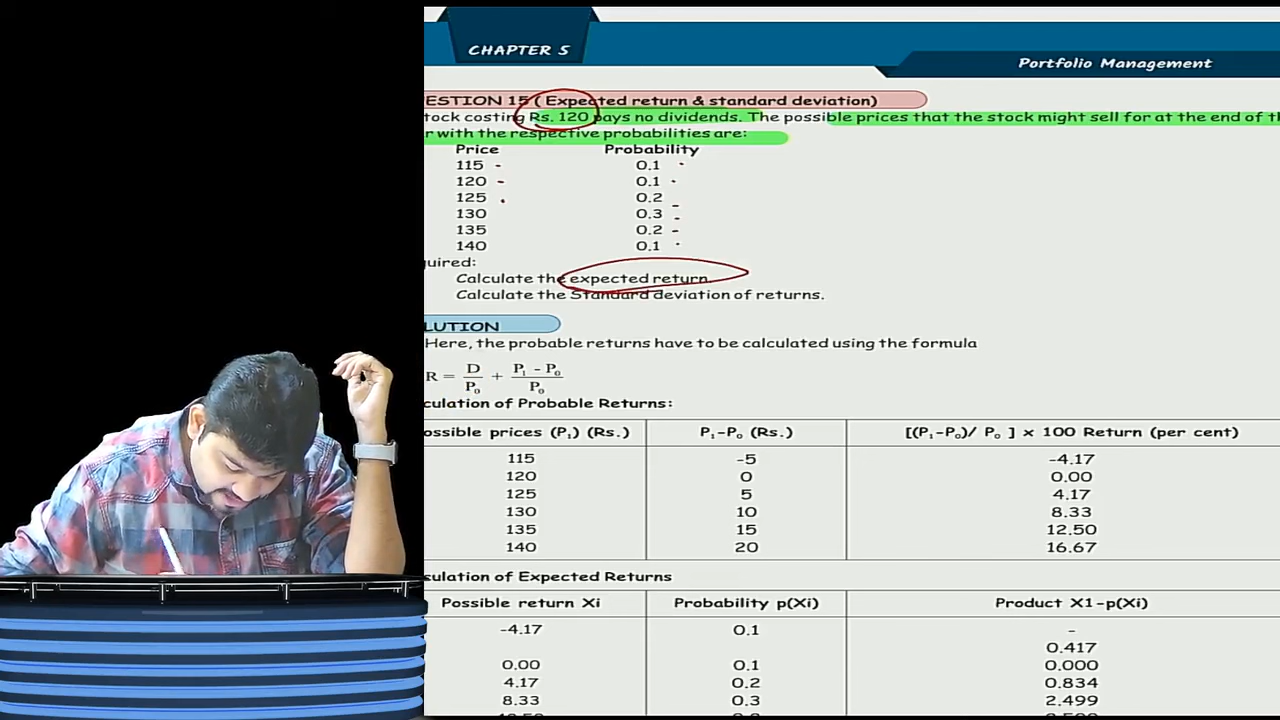 CHAPTER 5
Portfolio Management
ESTION 15 ( Expected return & standard deviation)
tock costing Rs. 120 pays no dividends. The possible prices that the stock might sell for at the end of th
r with the respective probabilities are:
Price Probability
115 0.1
120 0.1
125 0.2
130 0.3
135 0.2
140 0.1
quired:
Calculate the expected return.
Calculate the Standard deviation of returns.
LUTION
Here, the probable returns have to be calculated using the formula
R = D/P₀ + P₁ - P₀/P₀
culation of Probable Returns:
ossible prices (P₁) (Rs.) P₁-P₀ (Rs.) [(P₁-P₀)/ P₀ ] x 100 Return (per cent)
115 -5 -4.17
120 0 0.00
125 5 4.17
130 10 8.33
135 15 12.50
140 20 16.67
culation of Expected Returns
Possible return Xi Probability p(Xi) Product X1-p(Xi)
-4.17 0.1 -
0.417
0.00 0.1 0.000
4.17 0.2 0.834
8.33 0.3 2.499